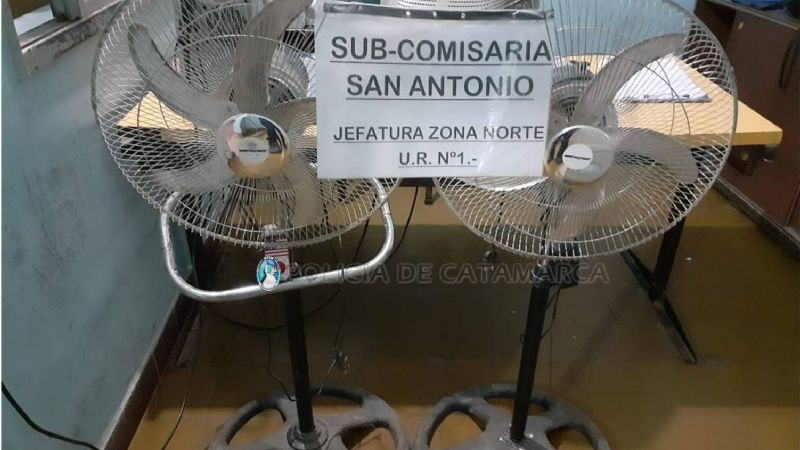 SUB-COMISARIA
SAN ANTONIO
JEFATURA ZONA NORTE
U.R. Nº1.-
POLICIA DE CATAMARCA